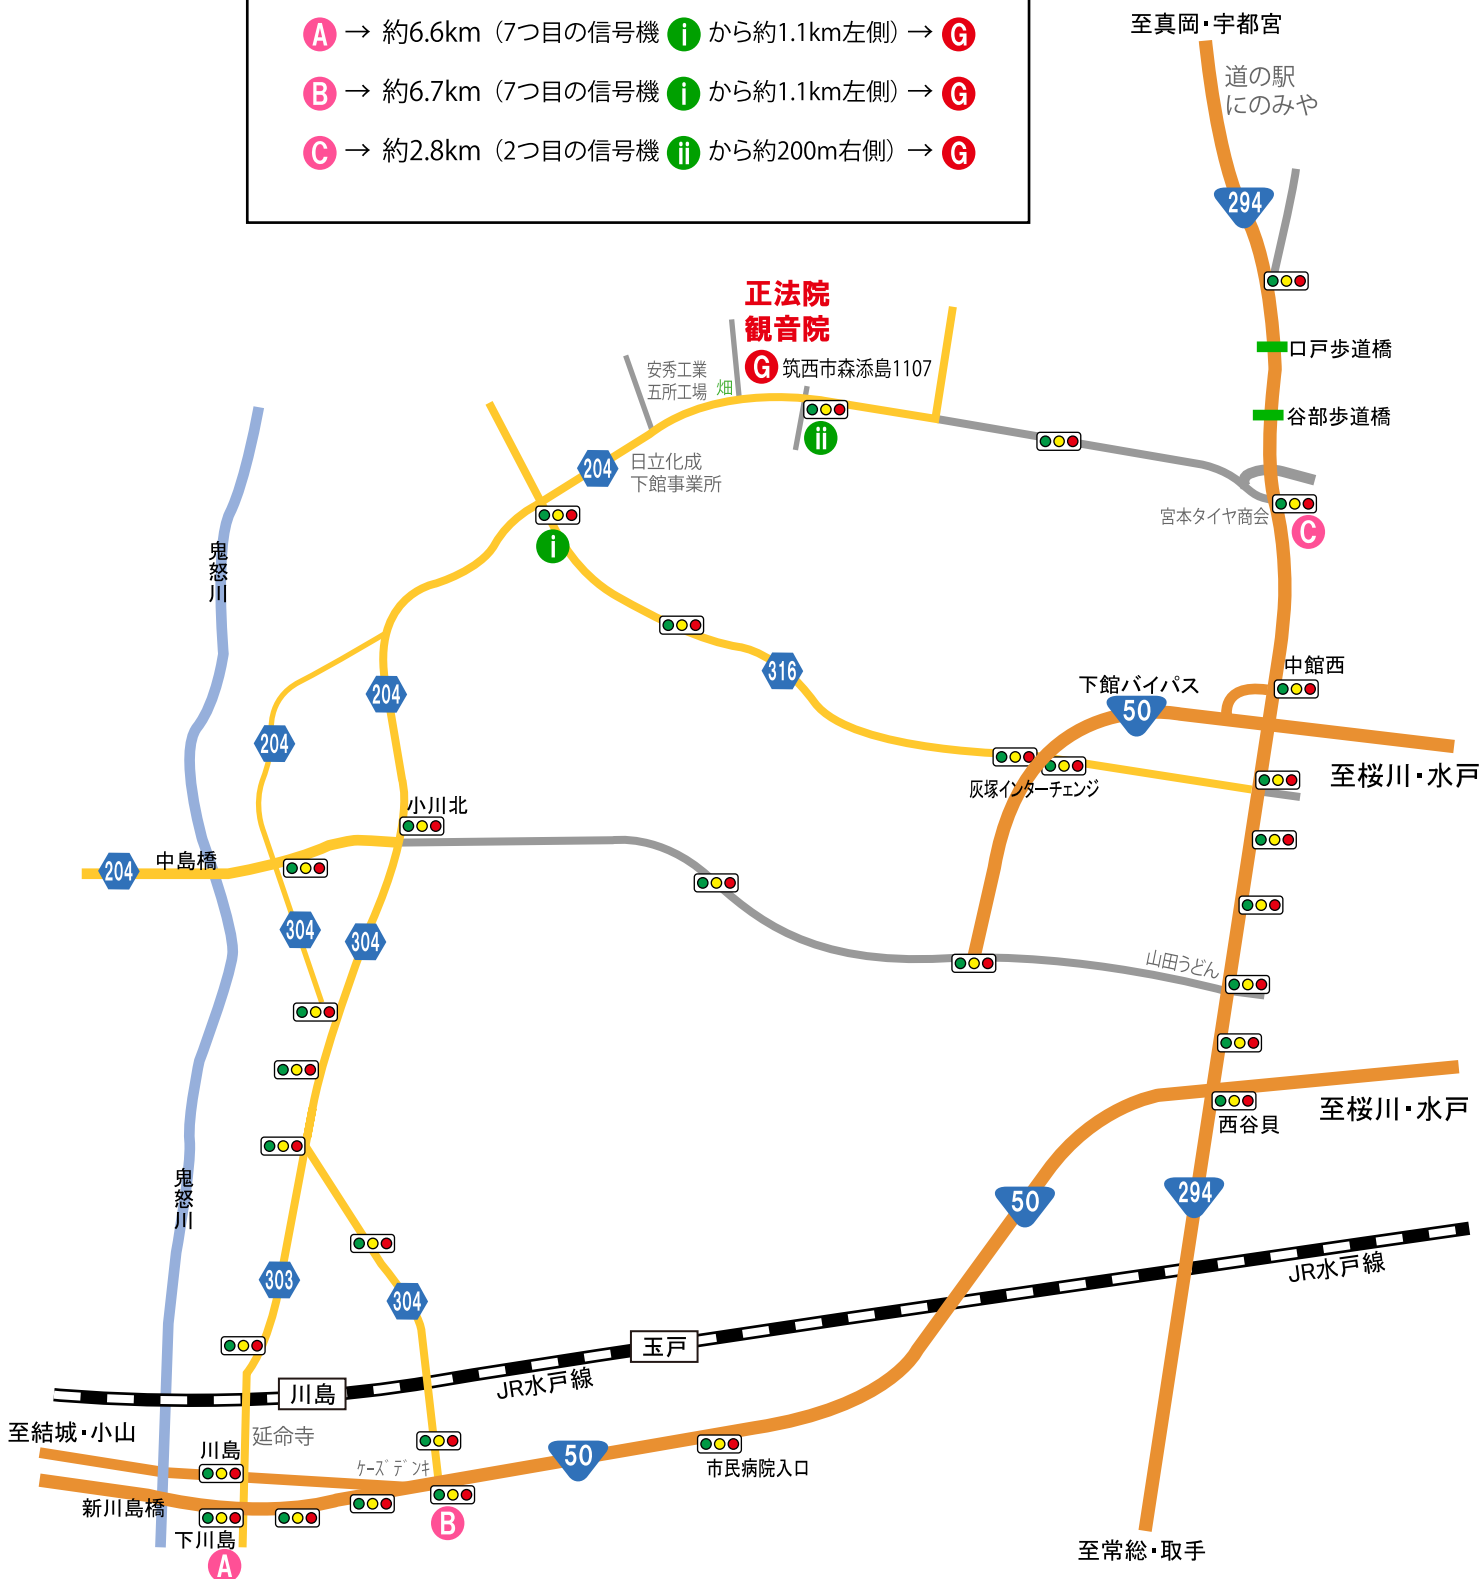 A → 約6.6km（7つ目の信号機 i から約1.1km左側）→ G
B → 約6.7km（7つ目の信号機 i から約1.1km左側）→ G
C → 約2.8km（2つ目の信号機 ii から約200m右側）→ G
至真岡・宇都宮
道の駅
にのみや
294
正法院
観音院
G 筑西市森添島1107
口戸歩道橋
谷部歩道橋
安秀工業
五所工場
畑
ii
204
日立化成
下館事業所
宮本タイヤ商会
C
i
鬼怒川
316
204
中館西
下館バイパス
50
204
至桜川・水戸
灰塚インターチェンジ
小川北
中島橋
204
304
304
山田うどん
至桜川・水戸
西谷貝
鬼怒川
50
294
303
304
JR水戸線
玉戸
JR水戸線
川島
至結城・小山
延命寺
川島
ケーズデンキ
50
市民病院入口
新川島橋
下川島
B
A
至常総・取手